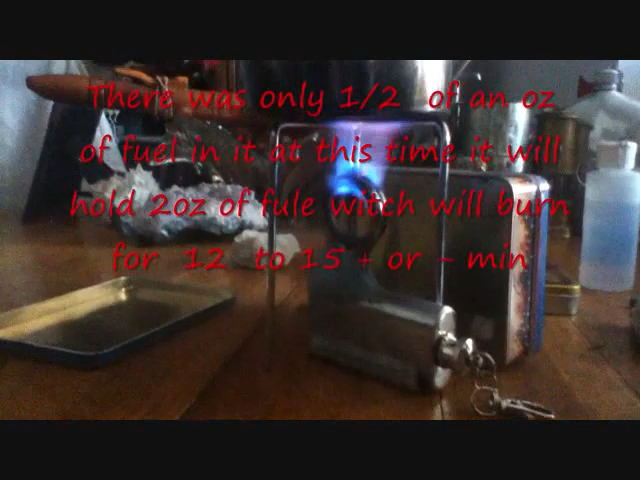 There was only 1/2 of an oz
of fuel in it at this time it will
hold 2oz of fule witch will burn
for 12 to 15 + or - min